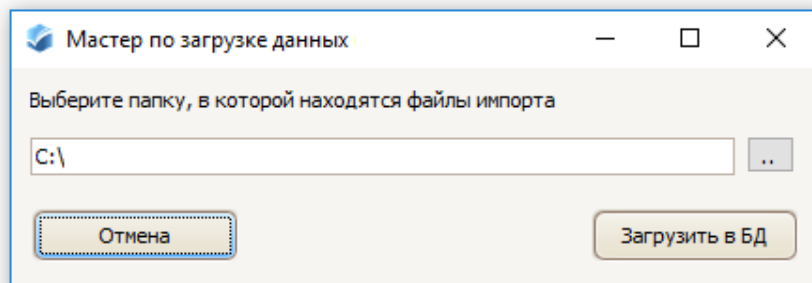 Мастер по загрузке данных
Выберите папку, в которой находятся файлы импорта
C:\
..
Отмена
Загрузить в БД